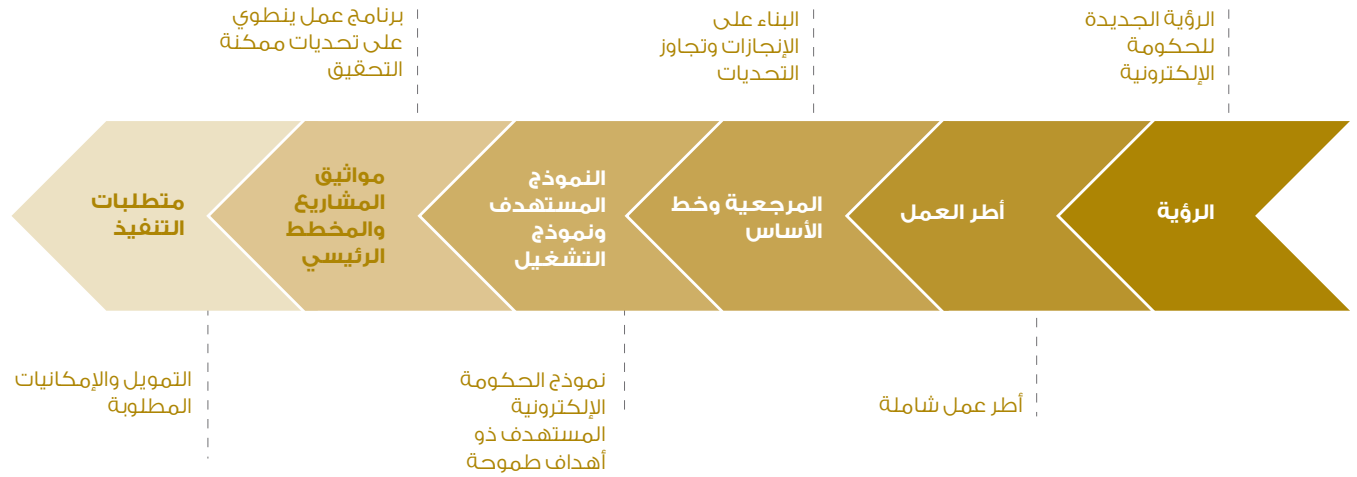 الرؤية الجديدة
للحكومة
الإلكترونية
البناء على
الإنجازات وتجاوز
التحديات
برنامج عمل ينطوي
على تحديات ممكنة
التحقيق
الرؤية
أطر العمل
المرجعية وخط
الأساس
النموذج
المستهدف
ونموذج
التشغيل
مواثيق
المشاريع
والمخطط
الرئيسي
متطلبات
التنفيذ
أطر عمل شاملة
نموذج الحكومة
الإلكترونية
المستهدف ذو
أهداف طموحة
التمويل والإمكانيات
المطلوبة